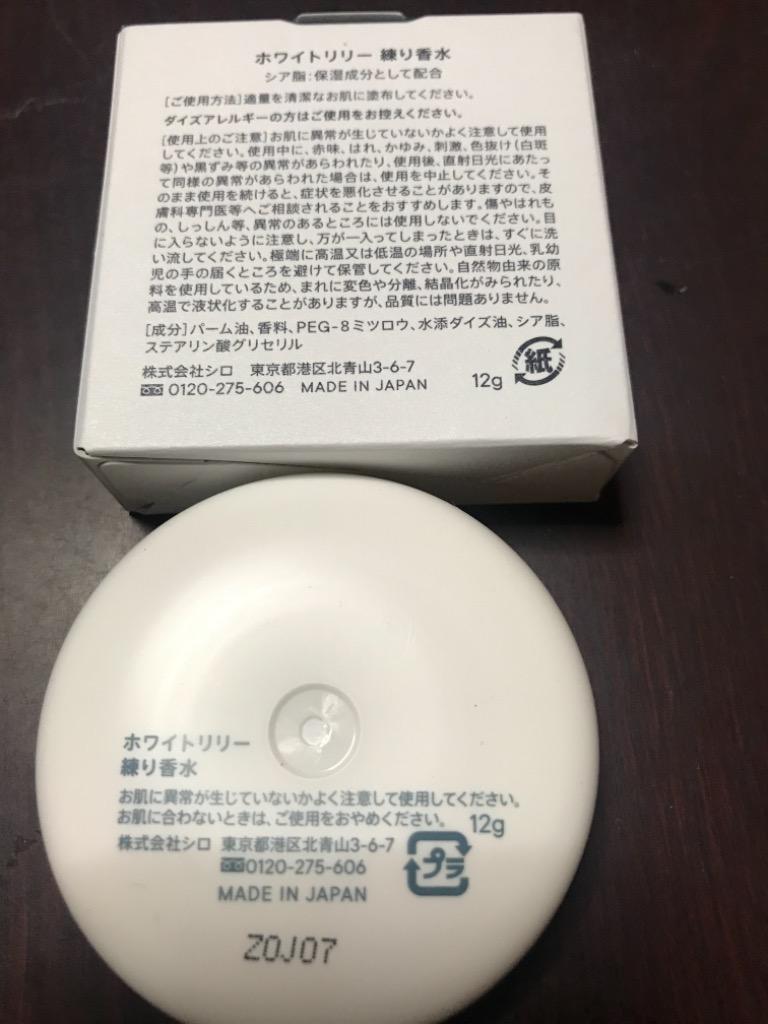 ホワイトリリー 練り香水
シア脂:保湿成分として配合
[ご使用方法]適量を清潔なお肌に塗布してください。
ダイズアレルギーの方はご使用をお控えください。
[使用上のご注意]お肌に異常が生じていないかよく注意して使用
してください。使用中に、赤味、はれ、かゆみ、刺激、色抜け(白斑
等)や黒ずみ等の異常があらわれたり、使用後、直射日光にあたっ
て同様の異常があらわれた場合は、使用を中止してください。そ
のまま使用を続けると、症状を悪化させることがありますので、皮
膚科専門医等へご相談されることをおすすめします。傷やはれも
の、しっしん等、異常のあるところには使用しないでください。目
に入らないように注意し、万が一入ってしまったときは、すぐに洗
い流してください。極端に高温又は低温の場所や直射日光、乳幼
児の手の届くところを避けて保管してください。自然物由来の原
料を使用しているため、まれに変色や分離、結晶化がみられたり、
高温で液状化することがありますが、品質には問題ありません。
[成分]パーム油、香料、PEG-8ミツロウ、水添ダイズ油、シア脂、
ステアリン酸グリセリル
株式会社シロ 東京都港区北青山3-6-7
0120-275-606 MADE IN JAPAN 12g
紙
ホワイトリリー
練り香水
お肌に異常が生じていないかよく注意して使用してください。
お肌に合わないときは、ご使用をおやめください。 12g
株式会社シロ 東京都港区北青山3-6-7
0120-275-606
プラ
MADE IN JAPAN
Z0J07